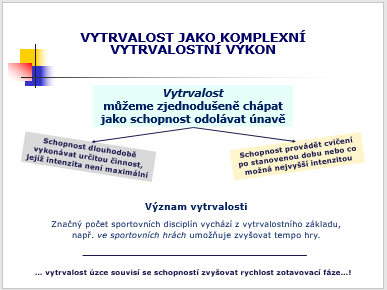 VYTRVALOST JAKO KOMPLEXNÍ
VYTRVALOSTNÍ VÝKON
Vytrvalost
můžeme zjednodušeně chápat
jako schopnost odolávat únavě
Schopnost dlouhodobě
vykonávat určitou činnost,
jejíž intenzita není maximální
Schopnost provádět cvičení
po stanovenou dobu nebo co
možná nejvyšší intenzitou
Význam vytrvalosti
Značný počet sportovních disciplín vychází z vytrvalostního základu,
např. ve sportovních hrách umožňuje zvyšovat tempo hry.
... vytrvalost úzce souvisí se schopností zvyšovat rychlost zotavovací fáze...!